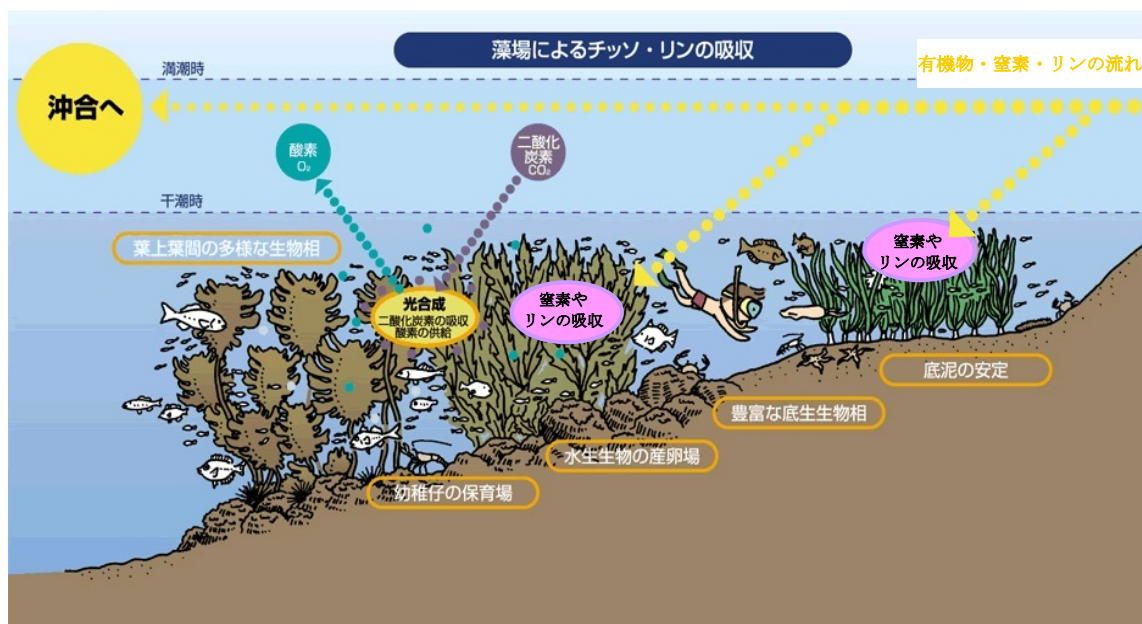 藻場によるチッソ・リンの吸収
有機物・窒素・リンの流れ
満潮時
沖合へ
酸素
O₂
二酸化
炭素
CO₂
干潮時
葉上葉間の多様な生物相
窒素や
リンの吸収
光合成
二酸化炭素の吸収
酸素の供給
窒素や
リンの吸収
底泥の安定
豊富な底生生物相
水生生物の産卵場
幼稚仔の保育場